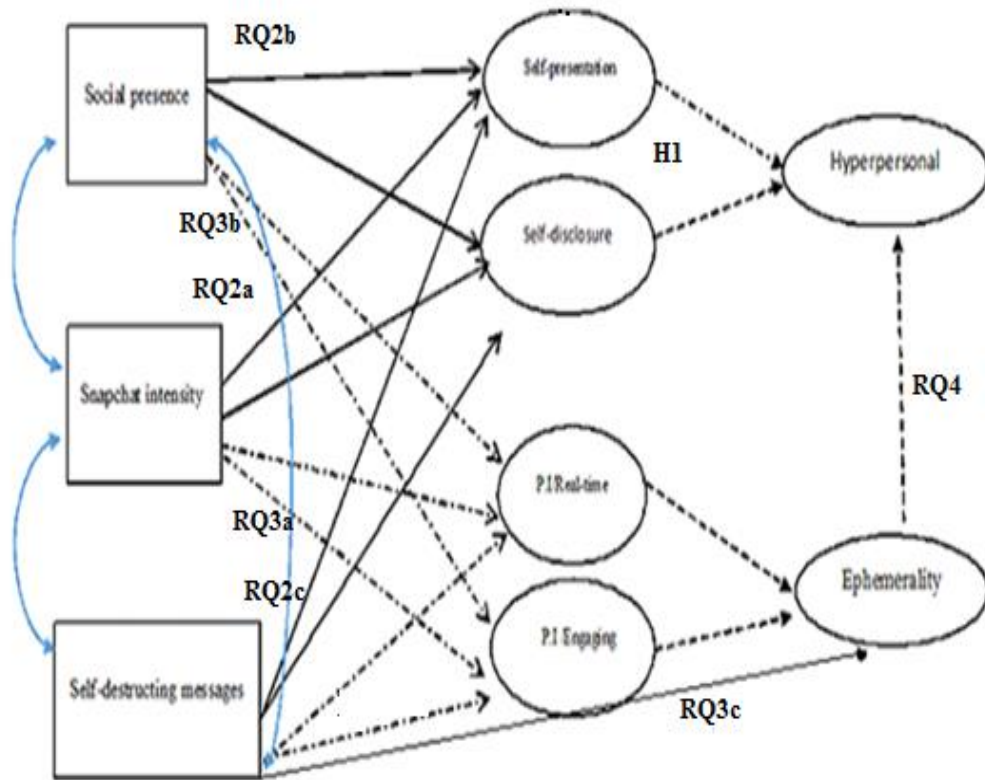 RQ2b
Self-presentation
Social presence
H1
Hyperpersonal
RQ3b
Self-disclosure
RQ2a
Snapchat intensity
RQ4
P.I Real-time
RQ3a
Ephemerality
RQ2c
P.I Engaging
Self-destructing messages
RQ3c